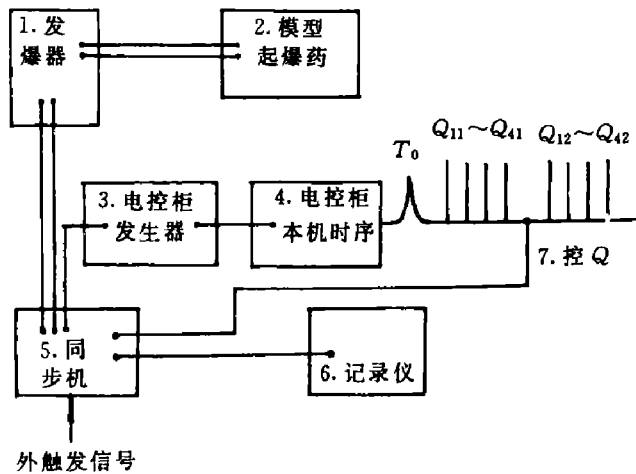 1.发
爆器
2.模型
起爆药
Q₁₁～Q₄₁
Q₁₂～Q₄₂
T₀
3.电控柜
发生器
4.电控柜
本机时序
7.控 Q
5.同
步机
6.记录仪
外触发信号